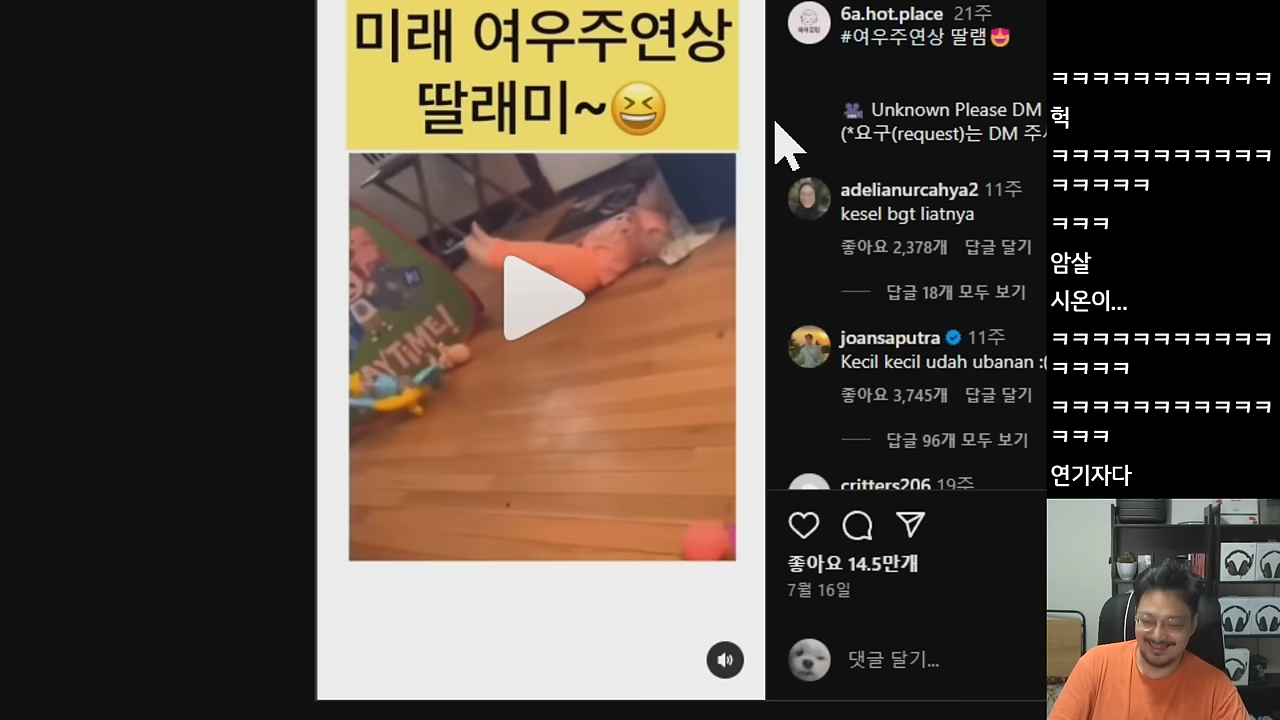 미래 여우주연상
딸래미~😆
AYTIME!
6a.hot.place 21주
#여우주연상 딸램😍
🎥 Unknown Please DM
(*요구(request)는 DM 주
adelianurcahya2 11주
kesel bgt liatnya
좋아요 2,378개 답글 달기
답글 18개 모두 보기
joansaputra 11주
Kecil kecil udah ubanan :(
좋아요 3,745개 답글 달기
답글 96개 모두 보기
critters206 19주
좋아요 14.5만개
7월 16일
댓글 달기...
ㅋㅋㅋㅋㅋㅋㅋㅋㅋㅋㅋ
헉
ㅋㅋㅋㅋㅋㅋㅋㅋㅋㅋㅋ
ㅋㅋㅋㅋㅋ
ㅋㅋㅋ
암살
시온이...
ㅋㅋㅋㅋㅋㅋㅋㅋㅋㅋㅋ
ㅋㅋㅋㅋ
ㅋㅋㅋㅋㅋㅋㅋㅋㅋㅋㅋ
ㅋㅋㅋ
연기자다